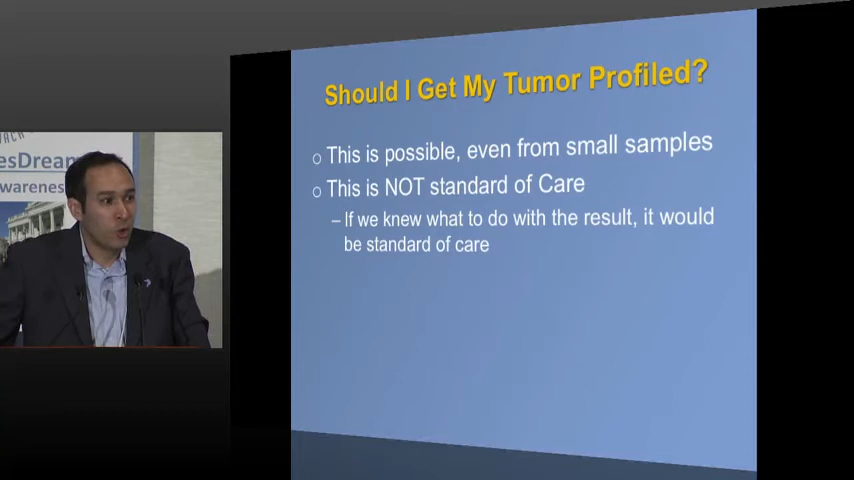 Should I Get My Tumor Profiled?
○ This is possible, even from small samples
○ This is NOT standard of Care
– If we knew what to do with the result, it would
be standard of care
esDream
warenes